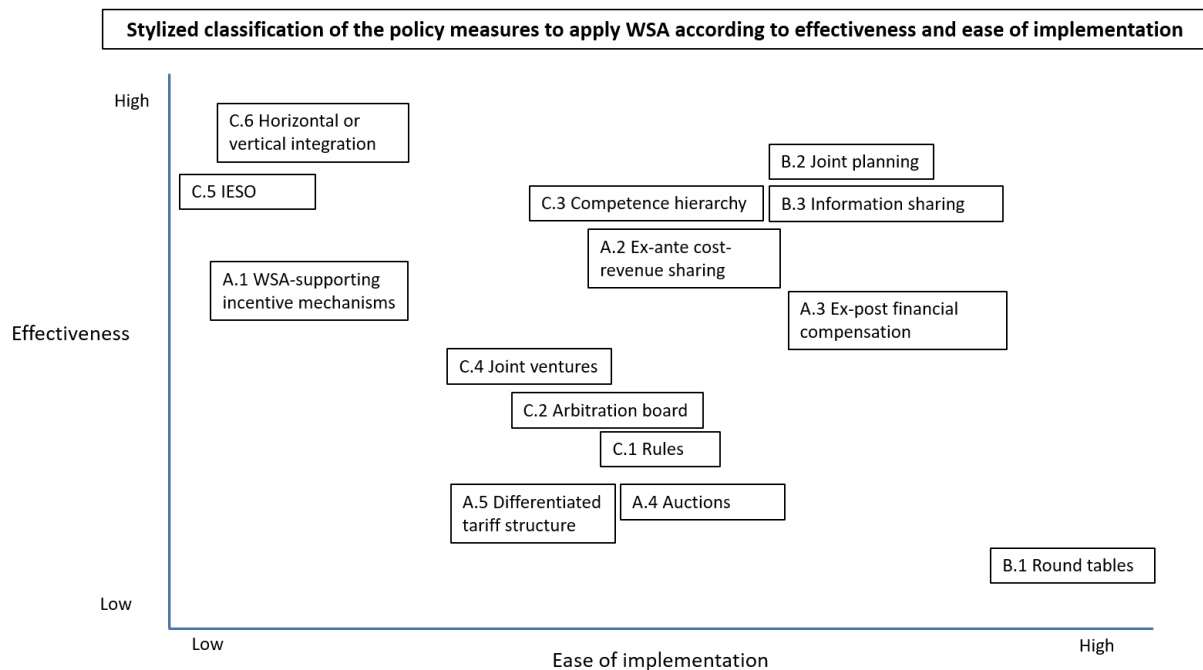 Stylized classification of the policy measures to apply WSA according to effectiveness and ease of implementation
High
C.6 Horizontal or
vertical integration
B.2 Joint planning
C.5 IESO
C.3 Competence hierarchy
B.3 Information sharing
A.2 Ex-ante cost-
revenue sharing
A.1 WSA-supporting
incentive mechanisms
A.3 Ex-post financial
compensation
Effectiveness
C.4 Joint ventures
C.2 Arbitration board
C.1 Rules
A.5 Differentiated
tariff structure
A.4 Auctions
B.1 Round tables
Low
Low
High
Ease of implementation